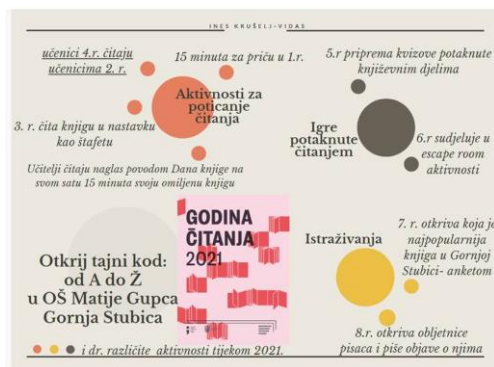 INES KRUŠELJ-VIDAS
učenici 4.r. čitaju
učenicima 2. r.
15 minuta za priču u 1.r.
Aktivnosti za
poticanje
čitanja
3. r. čita knjigu u nastavku
kao štafetu
Učitelji čitaju naglas povodom Dana knjige na
svom satu 15 minuta svoju omiljenu knjigu
5.r priprema kvizove potaknute
književnim djelima
Igre
potaknute
čitanjem
6.r sudjeluje u
escape room
aktivnosti
Otkrij tajni kod:
od A do Ž
u OŠ Matije Gupca
Gornja Stubica
GODINA
ČITANJA
2021
Istraživanja
7. r. otkriva koja je
najpopularnija
knjiga u Gornjoj
Stubici- anketom
8.r. otkriva obljetnice
pisaca i piše objave o njima
i dr. različite aktivnosti tijekom 2021.